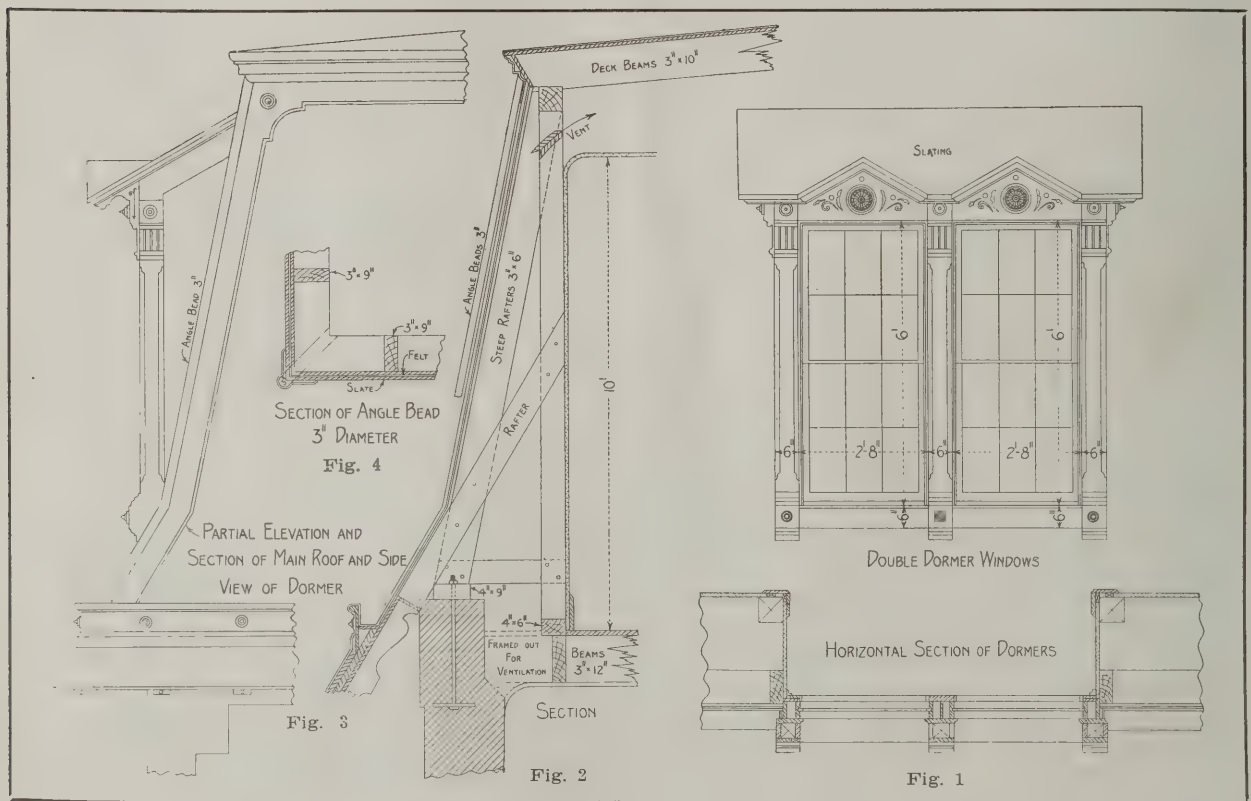 DECK BEAMS 3"×10"
VENT
ANGLE BEAD 3"
ANGLE BEADS 3"
STEEP RAFTERS 3"×6"
RAFTER
10'
3"×9"
3"×9"
FELT
SLATE
SECTION OF ANGLE BEAD
3" DIAMETER
Fig. 4
PARTIAL ELEVATION AND
SECTION OF MAIN ROOF AND SIDE
VIEW OF DORMER
Fig. 3
4"×9"
4"×6"
FRAMED OUT
FOR
VENTILATION
BEAMS
3"×12"
SECTION
Fig. 2
SLATING
6'
6'
6"
2'-8"
6"
2'-8"
6"
6"
6"
DOUBLE DORMER WINDOWS
HORIZONTAL SECTION OF DORMERS
Fig. 1